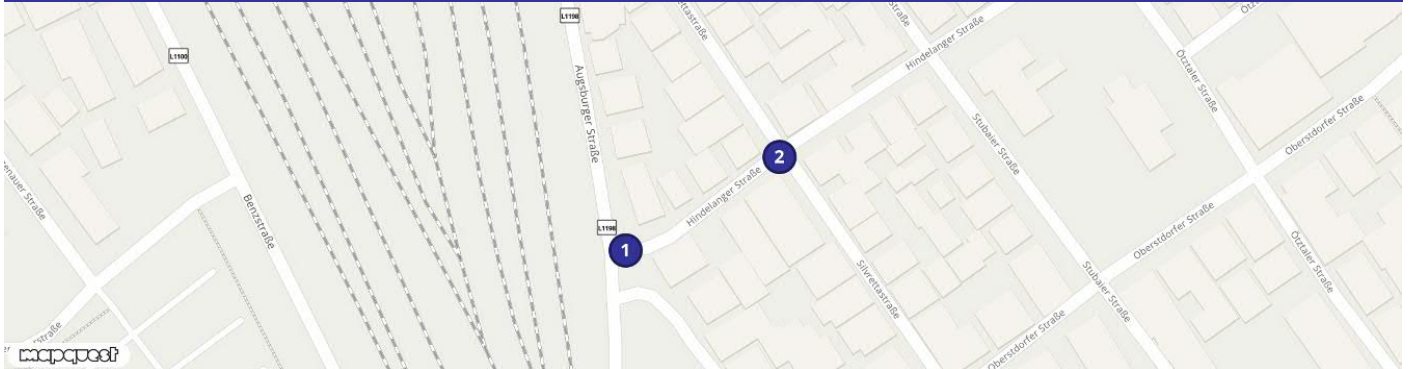 L1198
L1100
Augsburger Straße
Hindelanger Straße
Ötztaler Straße
Oberstdorfer Straße
2
Stubaier Straße
Benzstraße
Hindelanger Straße
L1198
1
Oberstdorfer Straße
Ötztaler Straße
Silvrettastraße
Stubaier Straße
Oberstdorfer Straße
mapquest